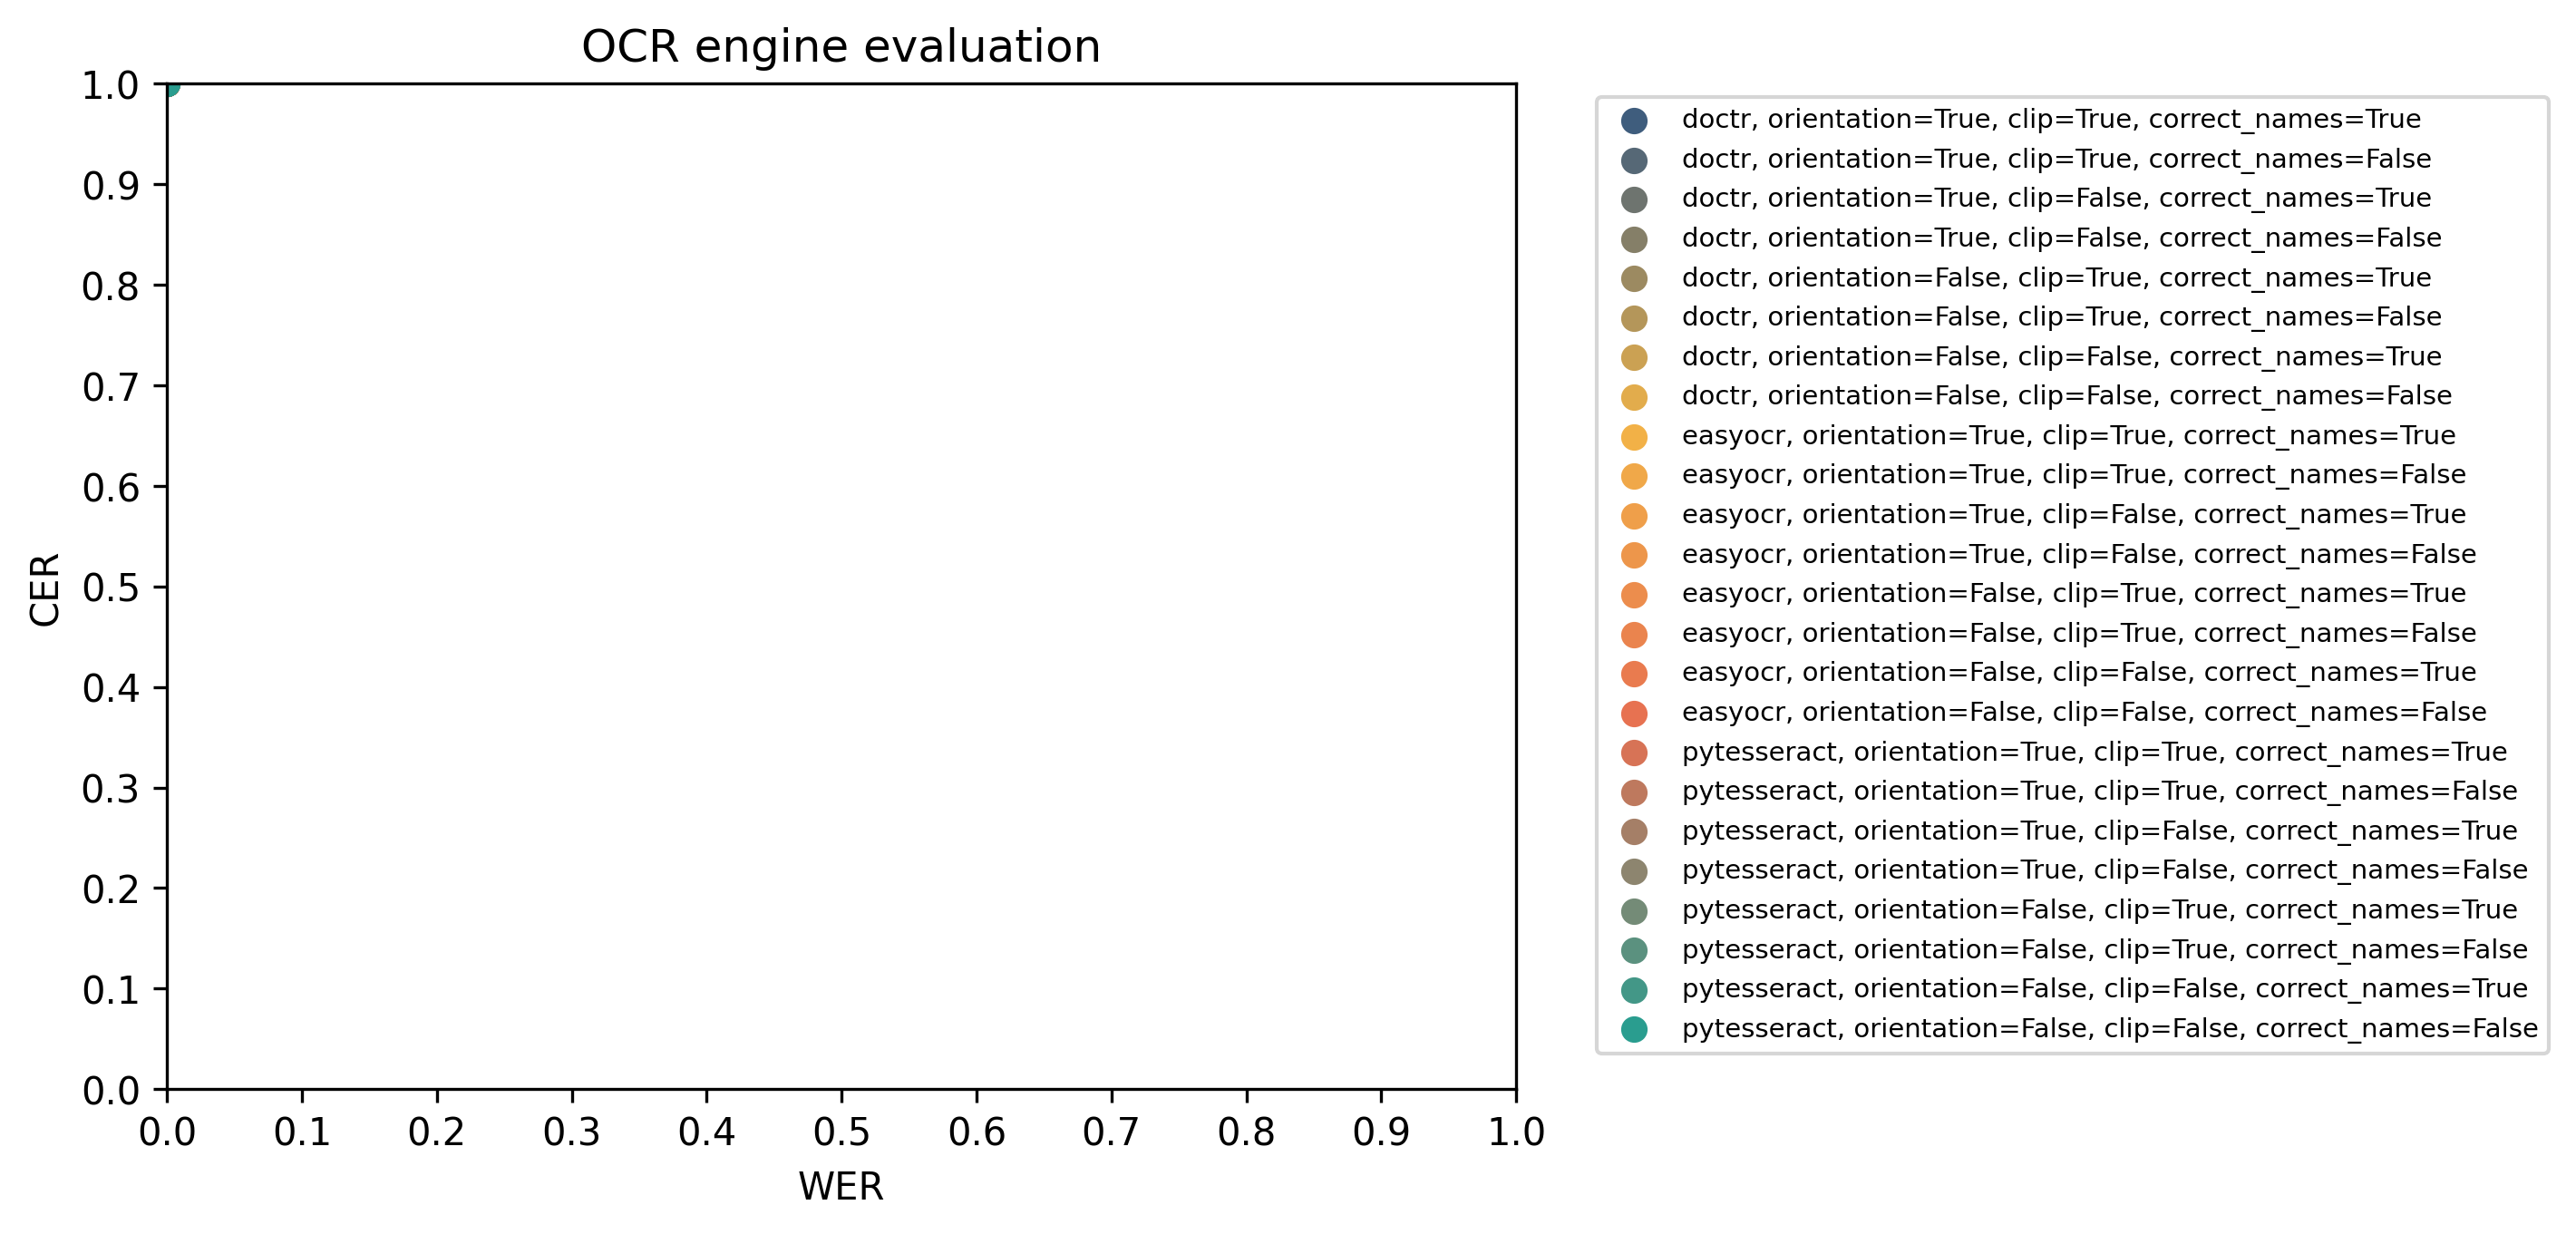 OCR engine evaluation
1.0
0.9
0.8
0.7
0.6
0.5
0.4
0.3
0.2
0.1
0.0
CER
0.0 0.1 0.2 0.3 0.4 0.5 0.6 0.7 0.8 0.9 1.0
WER
doctr, orientation=True, clip=True, correct_names=True
doctr, orientation=True, clip=True, correct_names=False
doctr, orientation=True, clip=False, correct_names=True
doctr, orientation=True, clip=False, correct_names=False
doctr, orientation=False, clip=True, correct_names=True
doctr, orientation=False, clip=True, correct_names=False
doctr, orientation=False, clip=False, correct_names=True
doctr, orientation=False, clip=False, correct_names=False
easyocr, orientation=True, clip=True, correct_names=True
easyocr, orientation=True, clip=True, correct_names=False
easyocr, orientation=True, clip=False, correct_names=True
easyocr, orientation=True, clip=False, correct_names=False
easyocr, orientation=False, clip=True, correct_names=True
easyocr, orientation=False, clip=True, correct_names=False
easyocr, orientation=False, clip=False, correct_names=True
easyocr, orientation=False, clip=False, correct_names=False
pytesseract, orientation=True, clip=True, correct_names=True
pytesseract, orientation=True, clip=True, correct_names=False
pytesseract, orientation=True, clip=False, correct_names=True
pytesseract, orientation=True, clip=False, correct_names=False
pytesseract, orientation=False, clip=True, correct_names=True
pytesseract, orientation=False, clip=True, correct_names=False
pytesseract, orientation=False, clip=False, correct_names=True
pytesseract, orientation=False, clip=False, correct_names=False